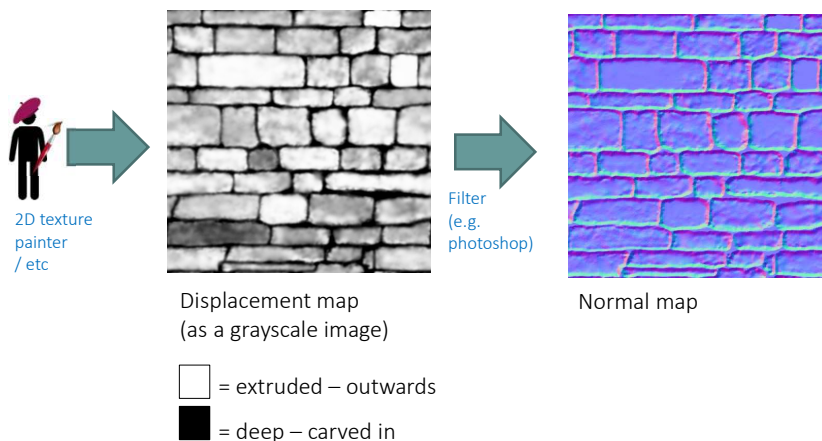 2D texture
painter
/ etc
Filter
(e.g.
photoshop)
Displacement map
(as a grayscale image)
Normal map
= extruded – outwards
= deep – carved in